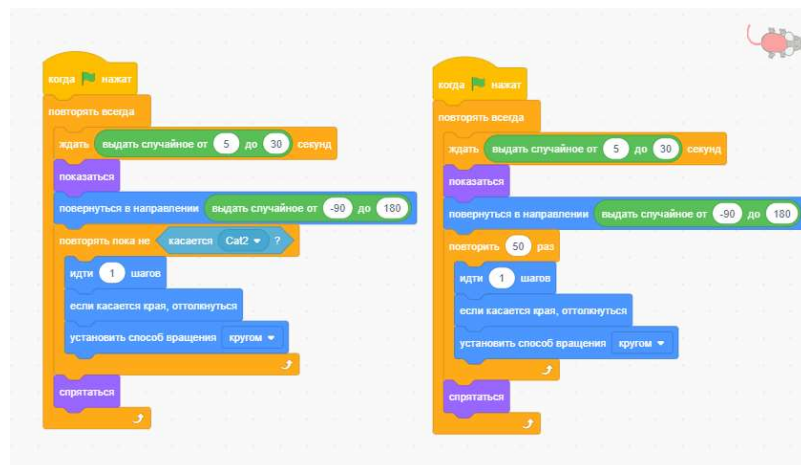 когда нажат
повторять всегда
ждать выдать случайное от 5 до 30 секунд
показаться
повернуться в направлении выдать случайное от -90 до 180
повторять пока не касается Cat2 ?
идти 1 шагов
если касается края, оттолкнуться
установить способ вращения кругом
спрятаться
когда нажат
повторять всегда
ждать выдать случайное от 5 до 30 секунд
показаться
повернуться в направлении выдать случайное от -90 до 180
повторить 50 раз
идти 1 шагов
если касается края, оттолкнуться
установить способ вращения кругом
спрятаться